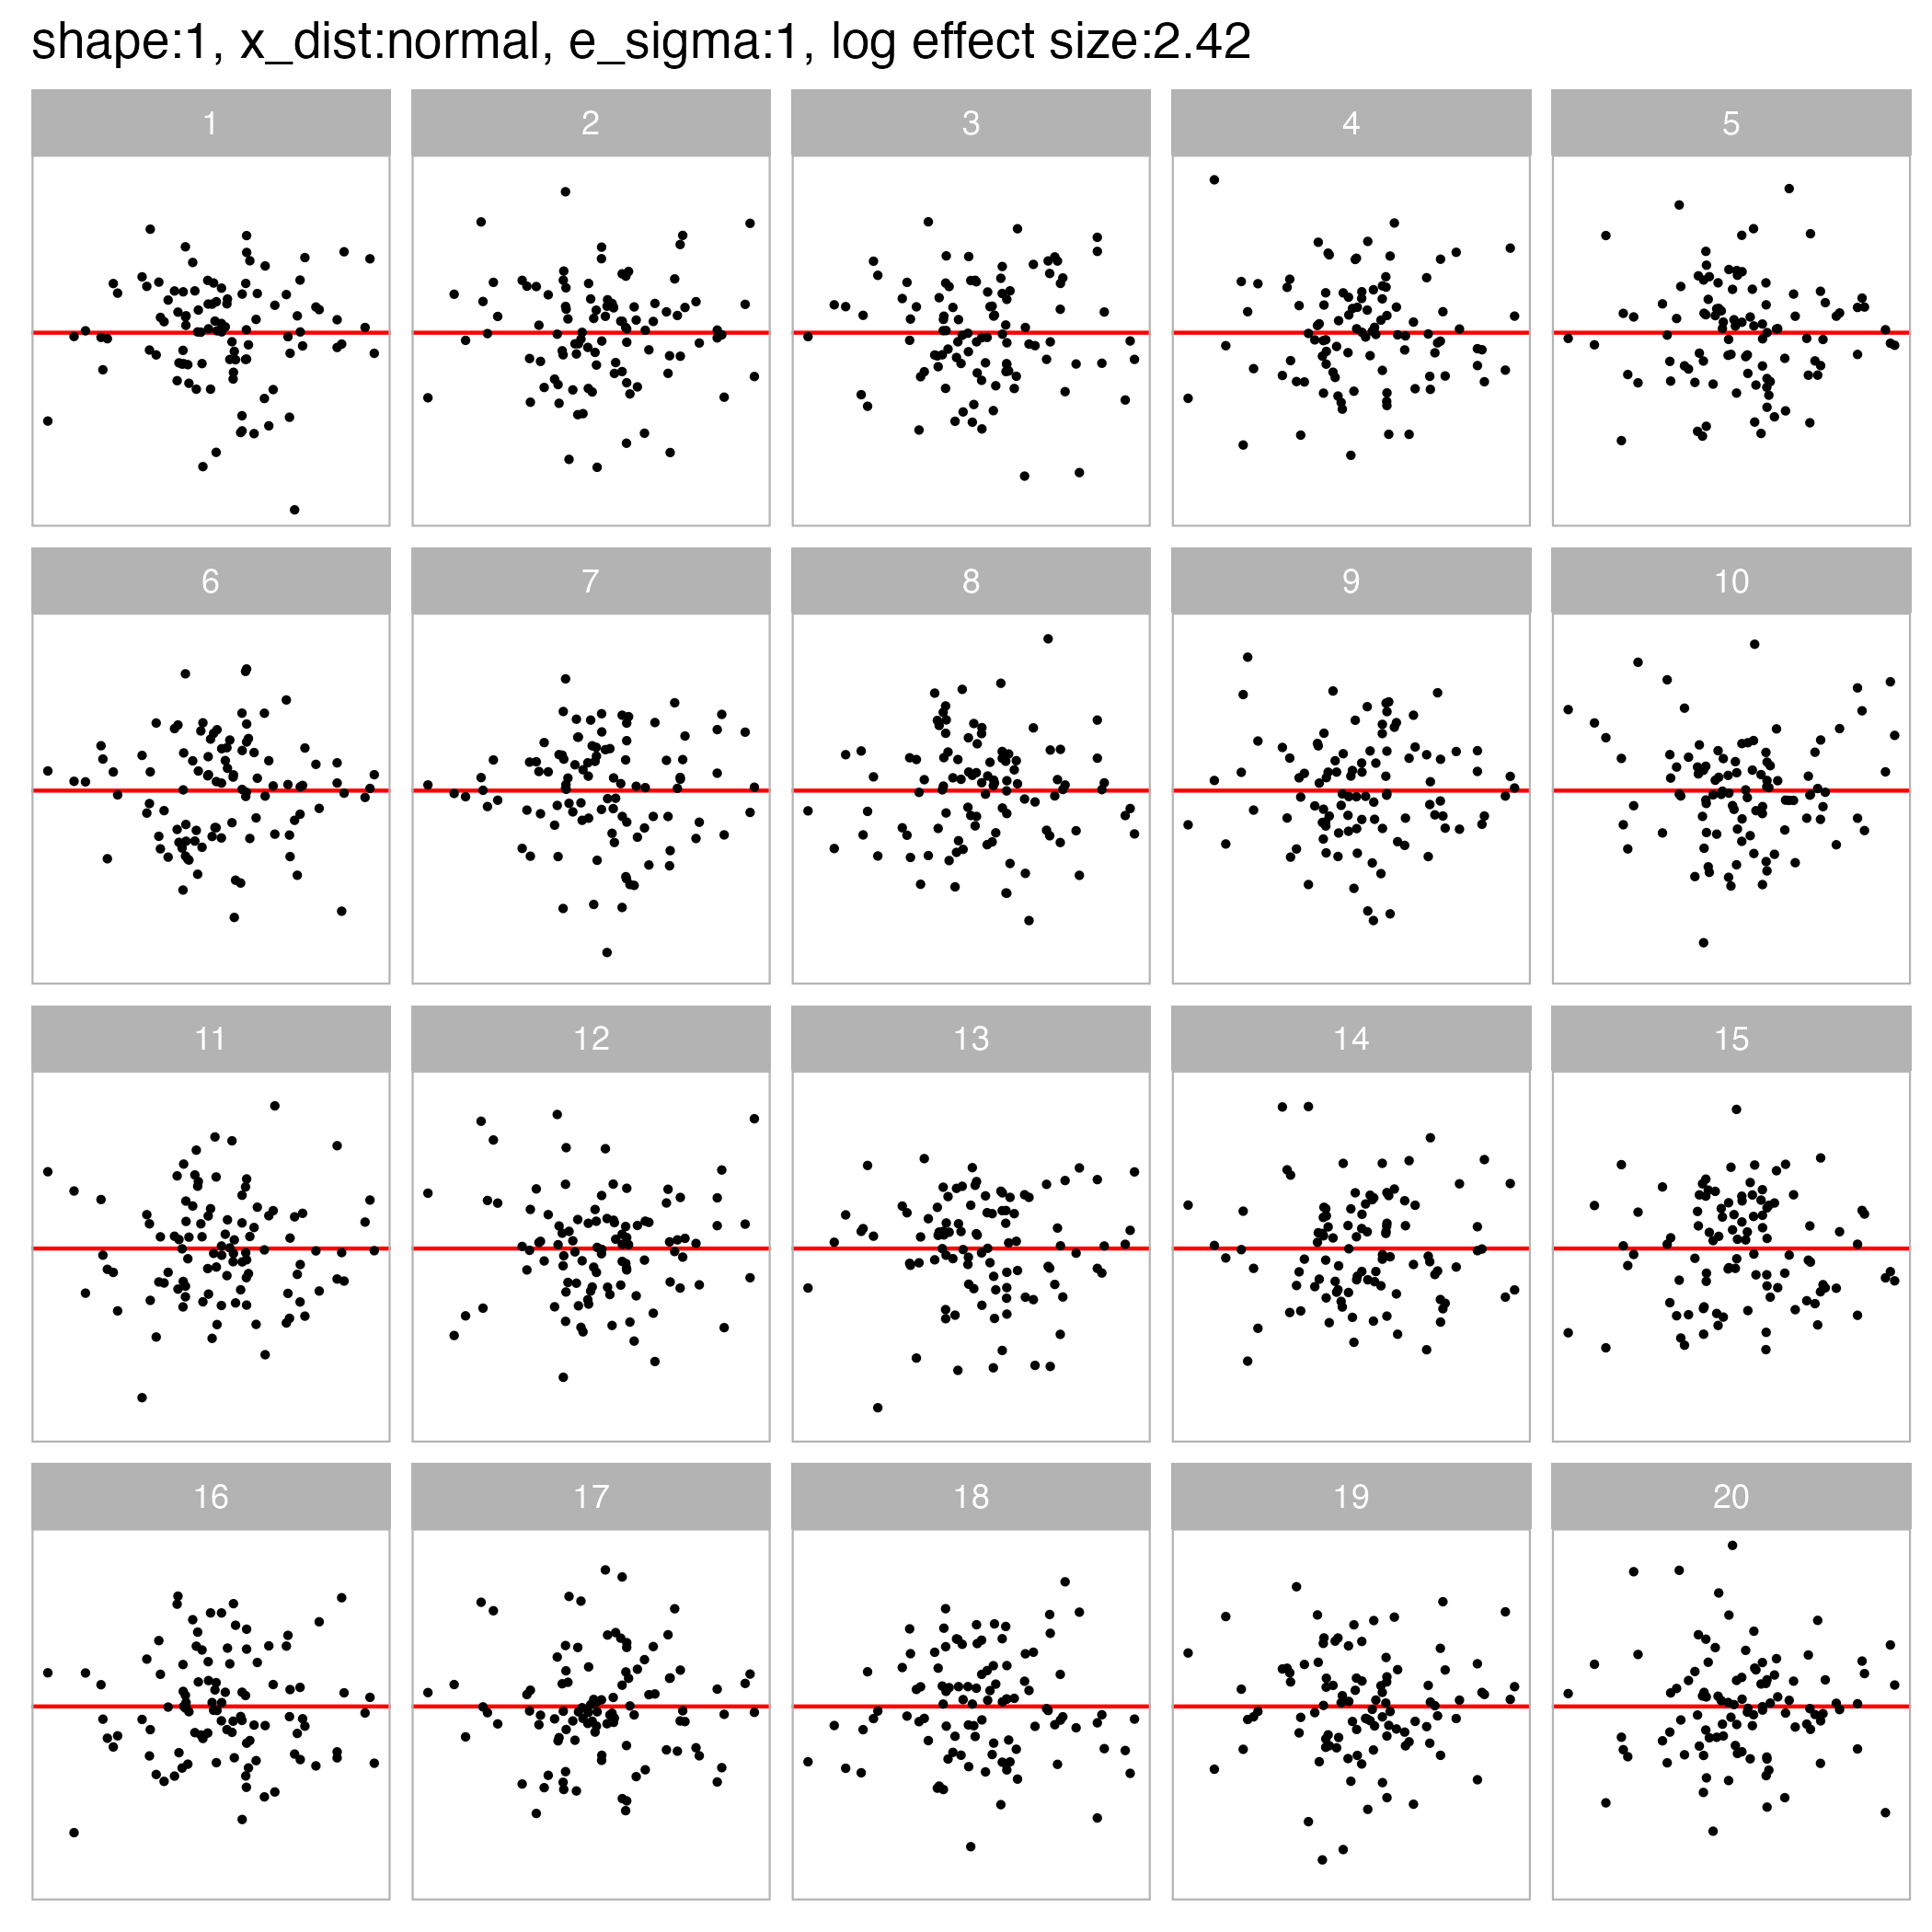 shape:1, x_dist:normal, e_sigma:1, log effect size:2.42
1 2 3 4 5
6 7 8 9 10
11 12 13 14 15
16 17 18 19 20